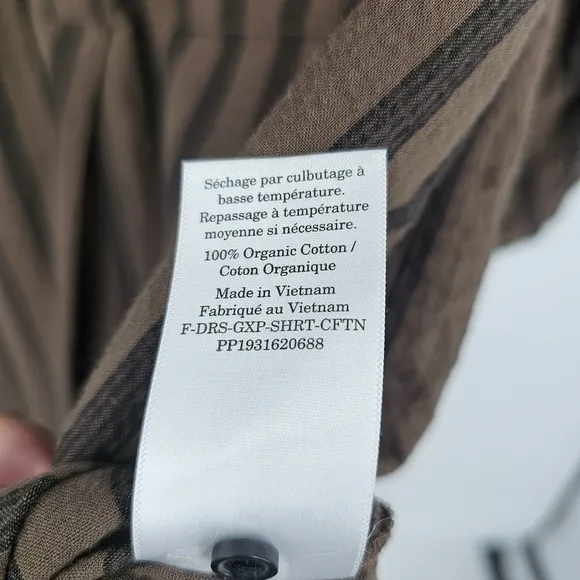 Séchage par culbutage à
basse température.
Repassage à température
moyenne si nécessaire.
100% Organic Cotton /
Coton Organique
Made in Vietnam
Fabriqué au Vietnam
F-DRS-GXP-SHRT-CFTN
PP1931620688